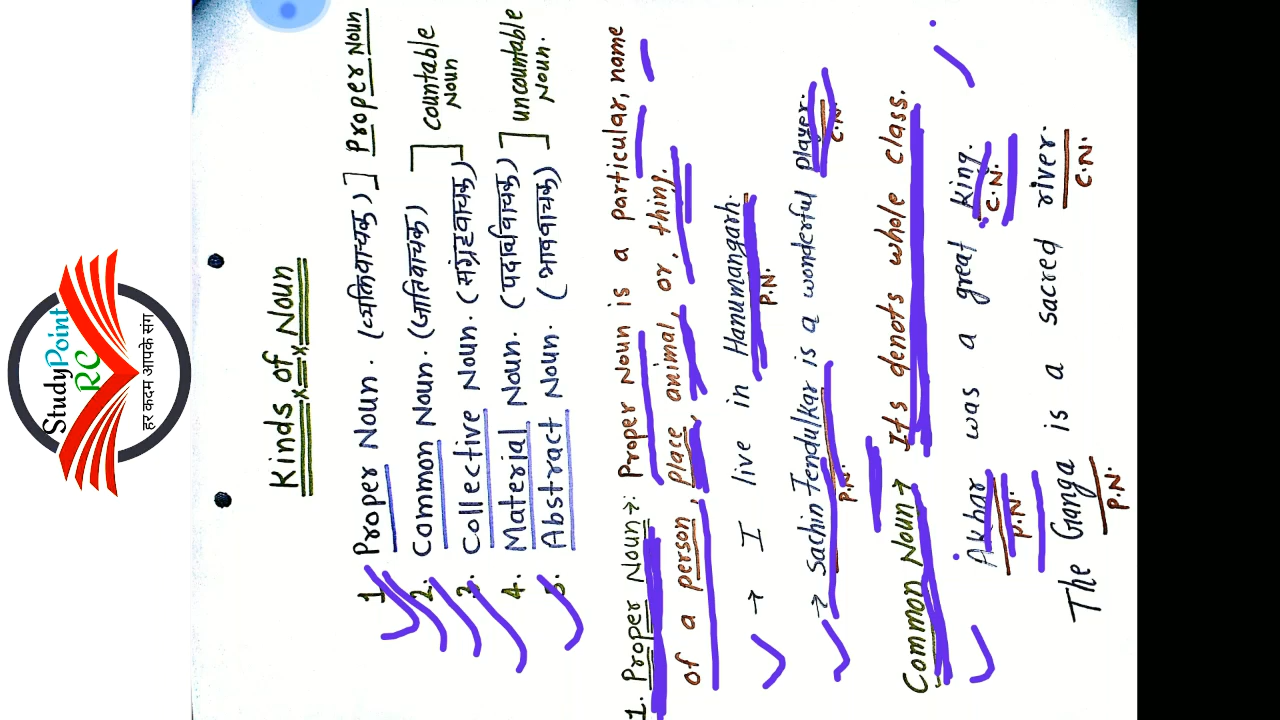 StudyPoint
RC
हर कदम आपके संग
Kinds of Noun
1. Proper Noun. (व्यक्तिवाचक) ] Proper Noun
2. Common Noun. (जातिवाचक) ] countable
3. Collective Noun. (संग्रहवाचक) Noun
4. Material Noun. (पदार्थवाचक) ] uncountable
5. Abstract Noun. (भाववाचक) Noun.
1. Proper Noun → : Proper Noun is a particular, name
of a person, place animal, or, thing.
→ I live in Hanumangarh.
P.N.
→ Sachin Tendulkar is a wonderful player.
P.N. C.N.
Common Noun → Its denots whole class.
Akbar was a great king.
P.N. C.N.
The Ganga is a sacred river.
P.N. C.N.